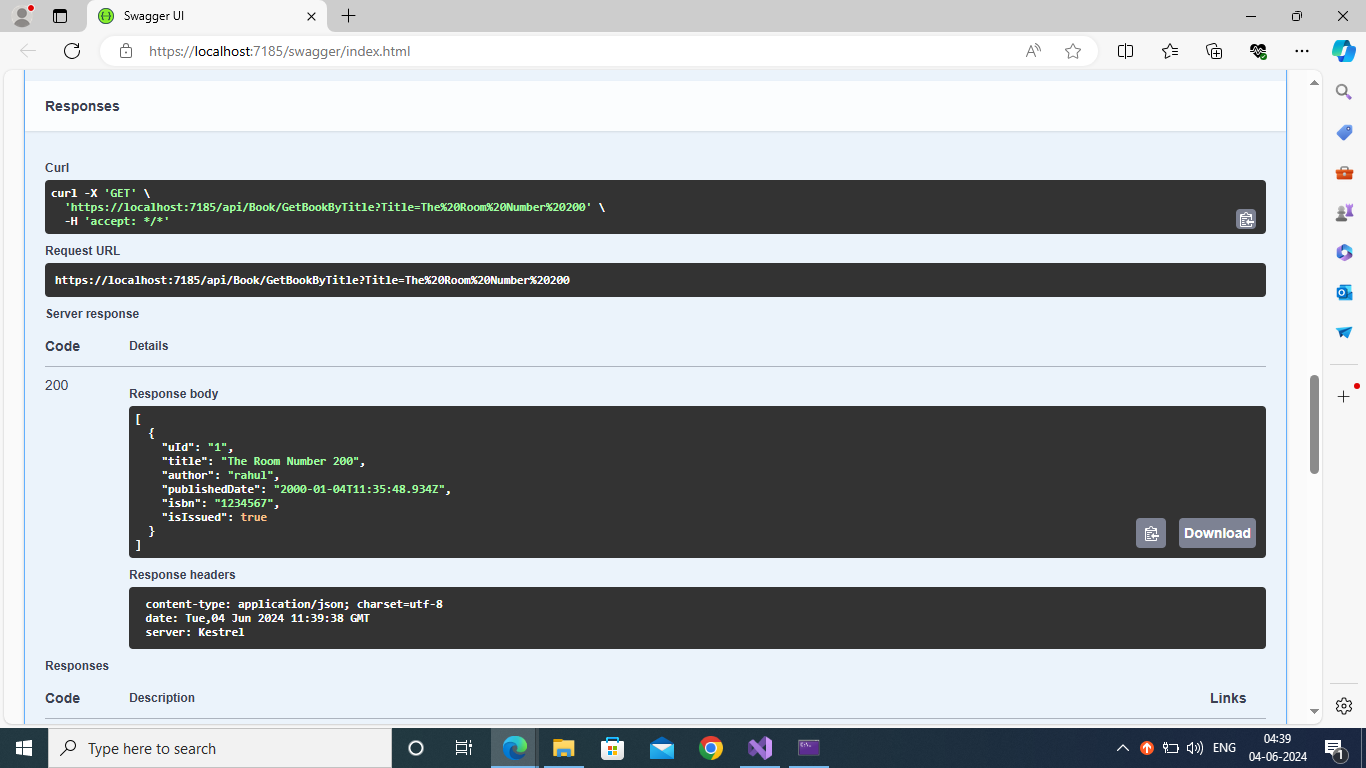 Swagger UI
https://localhost:7185/swagger/index.html
Responses
Curl
curl -X 'GET' \
'https://localhost:7185/api/Book/GetBookByTitle?Title=The%20Room%20Number%20200' \
-H 'accept: */*'
Request URL
https://localhost:7185/api/Book/GetBookByTitle?Title=The%20Room%20Number%20200
Server response
Code Details
200
Response body
[
{
"uId": "1",
"title": "The Room Number 200",
"author": "rahul",
"publishedDate": "2000-01-04T11:35:48.934Z",
"isbn": "1234567",
"isIssued": true
}
]
Download
Response headers
content-type: application/json; charset=utf-8
date: Tue,04 Jun 2024 11:39:38 GMT
server: Kestrel
Responses
Code Description Links
Type here to search
ENG
04:39
04-06-2024
1